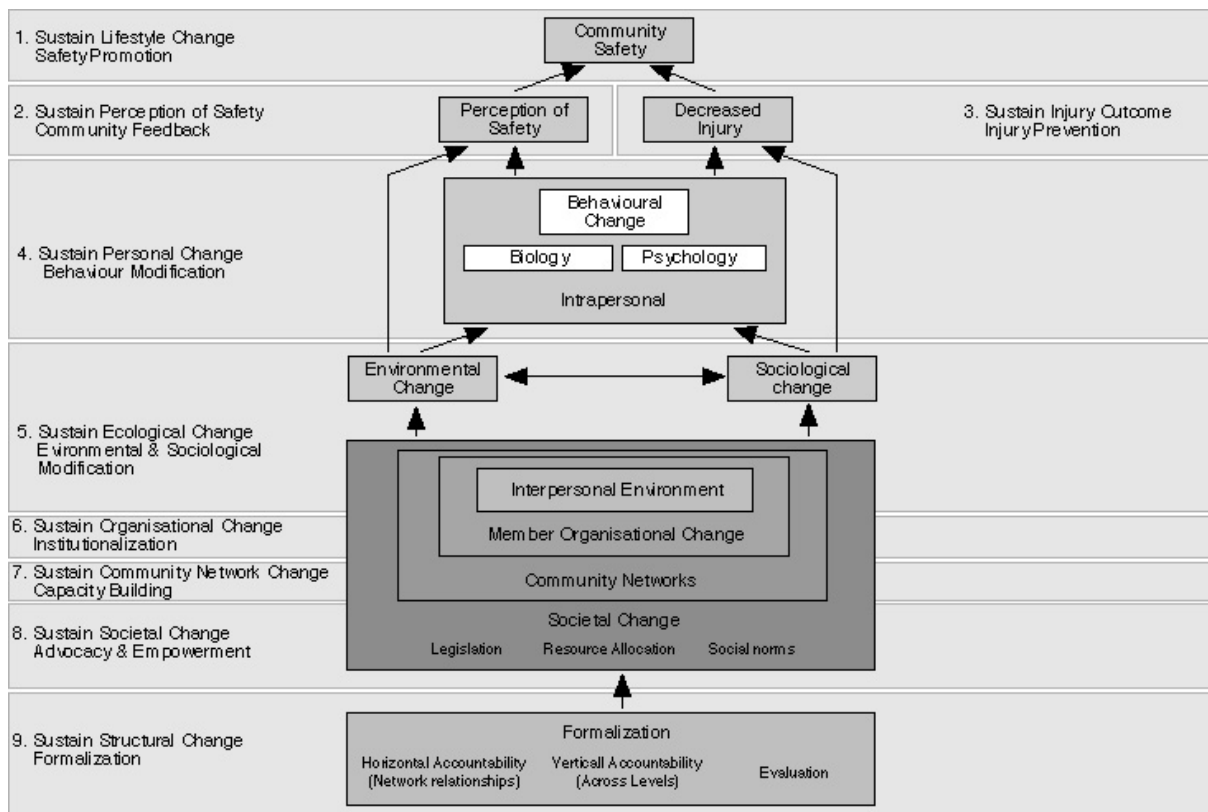 1. Sustain Lifestyle Change
Safety Promotion
Community
Safety
2. Sustain Perception of Safety
Community Feedback
Perception of
Safety
Decreased
Injury
3. Sustain Injury Outcome
Injury Prevention
4. Sustain Personal Change
Behaviour Modification
Behavioural
Change
Biology
Psychology
Intrapersonal
Environmental
Change
Sociological
change
5. Sustain Ecological Change
Evironmental & Sociological
Modification
Interpersonal Environment
6. Sustain Organisational Change
Institutionalization
Member Organisational Change
7. Sustain Community Network Change
Capacity Building
Community Networks
8. Sustain Societal Change
Advocacy & Empowerment
Societal Change
Legislation
Resource Allocation
Social norms
9. Sustain Structural Change
Formalization
Formalization
Horizontal Accountability
(Network relationships)
Verticall Accountability
(Across Levels)
Evaluation